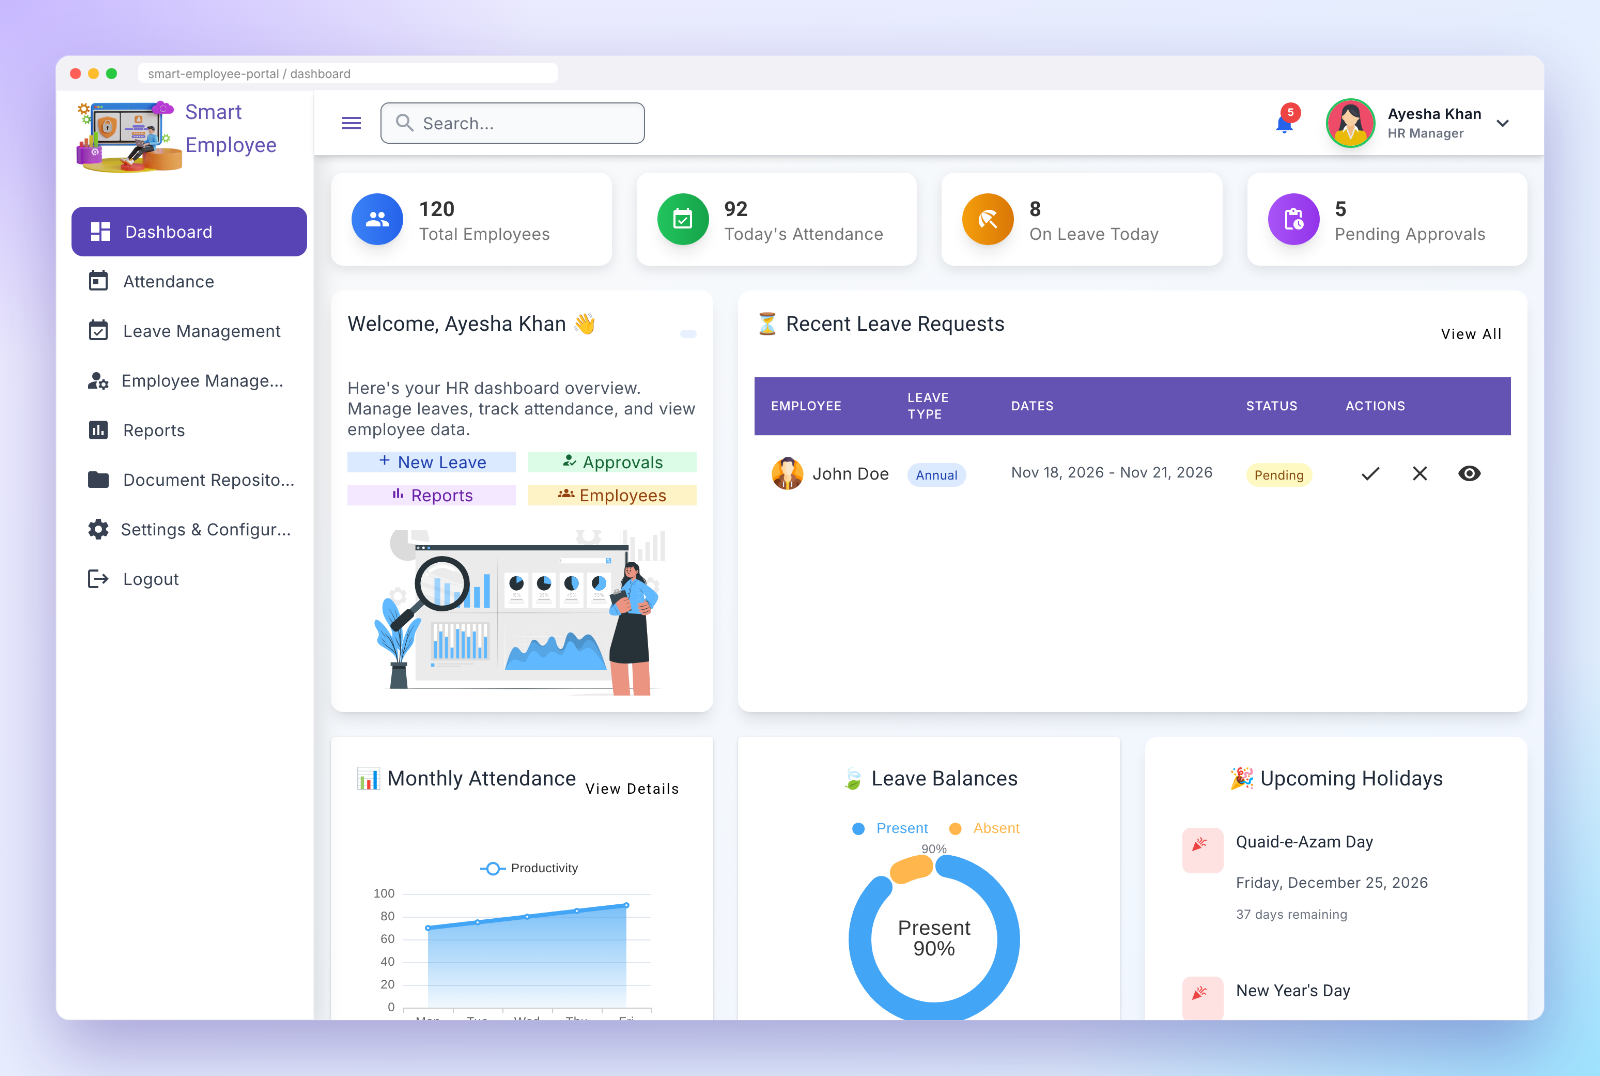 smart-employee-portal / dashboard
Smart
Employee
Search...
5
Ayesha Khan
HR Manager
Dashboard
Attendance
Leave Management
Employee Manage...
Reports
Document Reposito...
Settings & Configur...
Logout
120
Total Employees
92
Today's Attendance
8
On Leave Today
5
Pending Approvals
Welcome, Ayesha Khan 👋
Here's your HR dashboard overview.
Manage leaves, track attendance, and view
employee data.
+ New Leave
Approvals
Reports
Employees
⏳ Recent Leave Requests
View All
EMPLOYEE
LEAVE
TYPE
DATES
STATUS
ACTIONS
John Doe
Annual
Nov 18, 2026 - Nov 21, 2026
Pending
📊 Monthly Attendance
View Details
Productivity
100
80
60
40
20
0
Mon Tue Wed Thu Fri
🍃 Leave Balances
Present
Absent
90%
Present
90%
🎉 Upcoming Holidays
Quaid-e-Azam Day
Friday, December 25, 2026
37 days remaining
New Year's Day